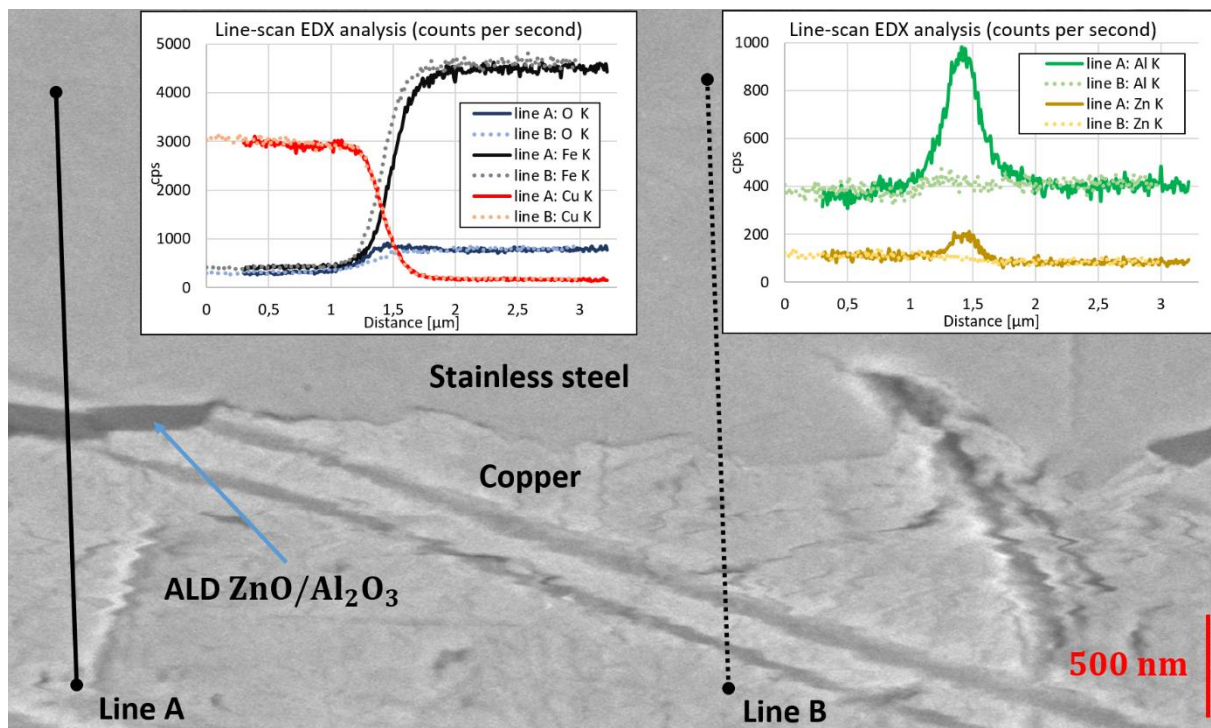 Line-scan EDX analysis (counts per second)
5000
4000
3000
2000
1000
0
cps
line A: O K
line B: O K
line A: Fe K
line B: Fe K
line A: Cu K
line B: Cu K
0 0,5 1 1,5 2 2,5 3
Distance [µm]
Line-scan EDX analysis (counts per second)
1000
800
600
400
200
0
cps
line A: Al K
line B: Al K
line A: Zn K
line B: Zn K
0 0,5 1 1,5 2 2,5 3
Distance [µm]
Stainless steel
Copper
ALD ZnO/Al₂O₃
500 nm
Line A
Line B